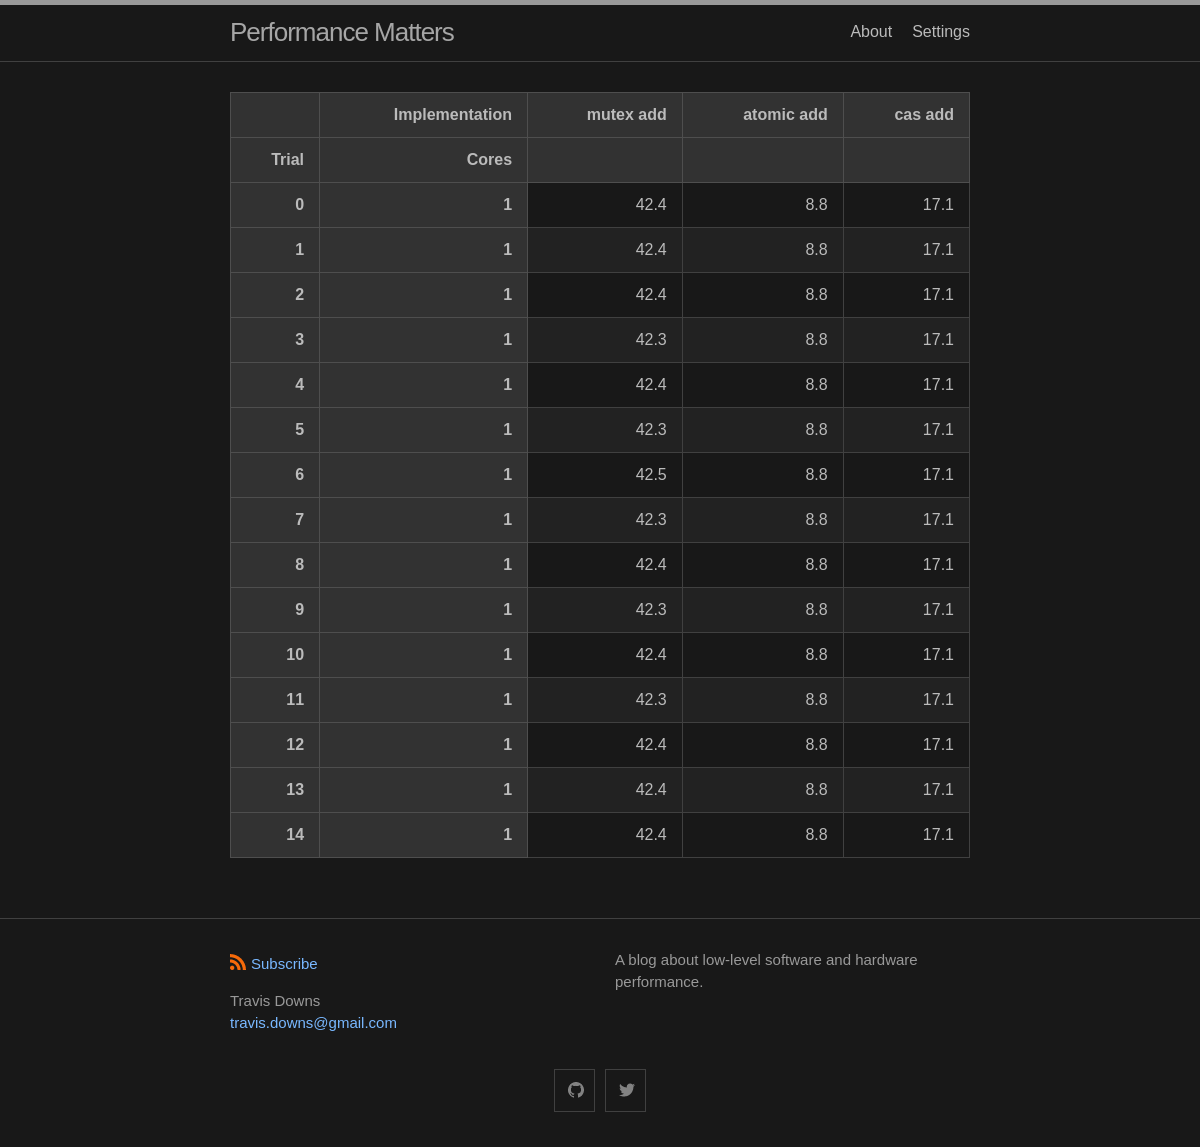 Performance Matters About Settings
Implementation mutex add atomic add cas add
Trial Cores
0 1 42.4 8.8 17.1
1 1 42.4 8.8 17.1
2 1 42.4 8.8 17.1
3 1 42.3 8.8 17.1
4 1 42.4 8.8 17.1
5 1 42.3 8.8 17.1
6 1 42.5 8.8 17.1
7 1 42.3 8.8 17.1
8 1 42.4 8.8 17.1
9 1 42.3 8.8 17.1
10 1 42.4 8.8 17.1
11 1 42.3 8.8 17.1
12 1 42.4 8.8 17.1
13 1 42.4 8.8 17.1
14 1 42.4 8.8 17.1
Subscribe
Travis Downs
travis.downs@gmail.com
A blog about low-level software and hardware
performance.